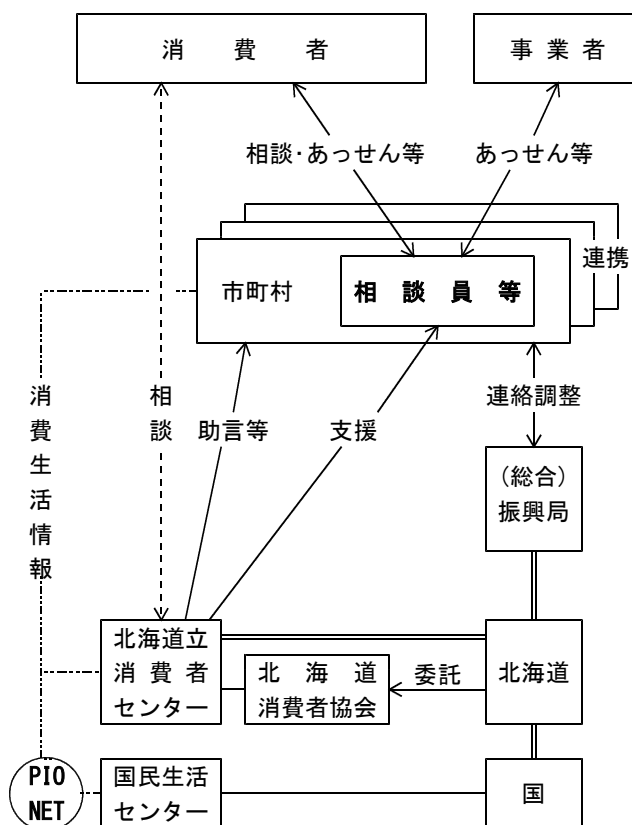 消費者
事業者
相談・あっせん等
あっせん等
連携
市町村
相談員等
消費生活情報
相談
助言等
支援
連絡調整
（総合）
振興局
北海道立
消費者
センター
北海道
消費者協会
委託
北海道
PIO
NET
国民生活
センター
国